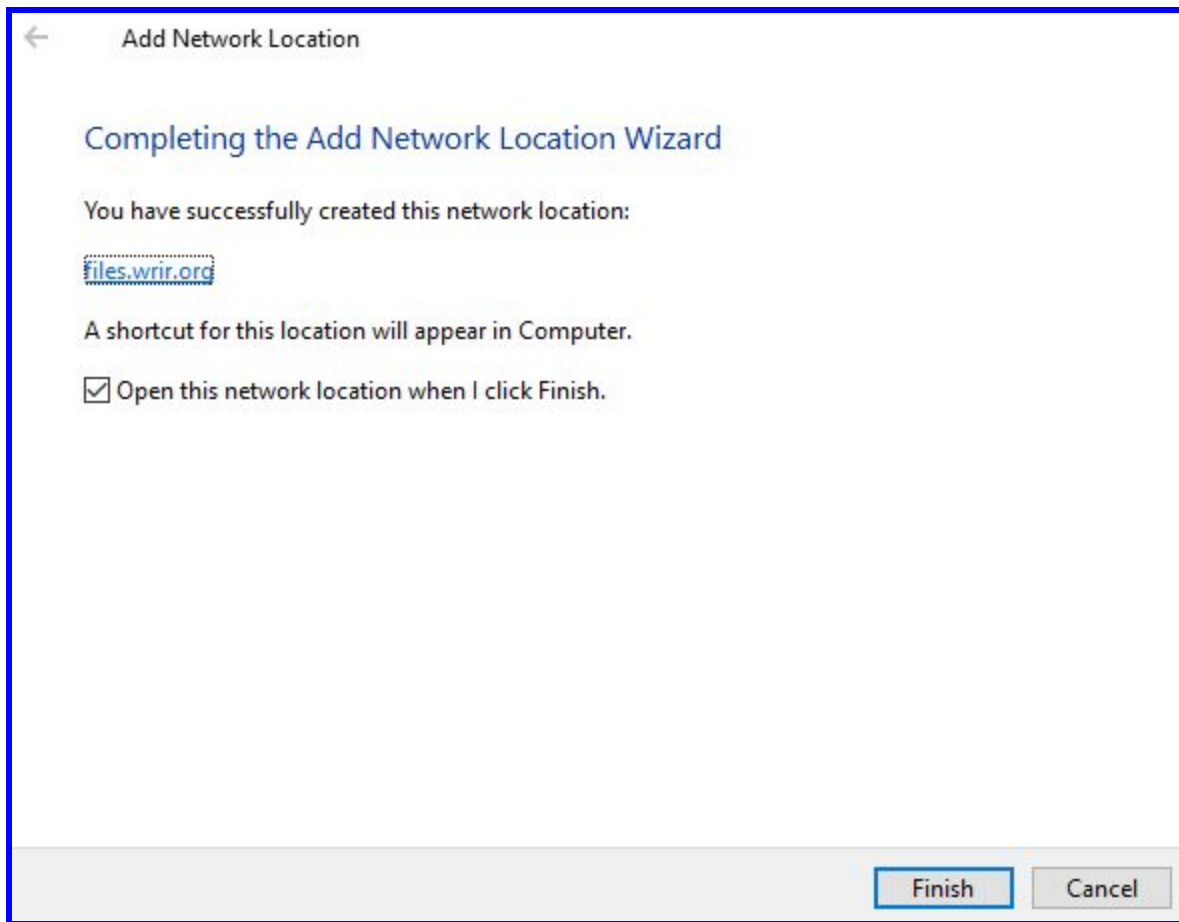 Add Network Location
Completing the Add Network Location Wizard
You have successfully created this network location:
files.wrir.org
A shortcut for this location will appear in Computer.
Open this network location when I click Finish.
Finish
Cancel